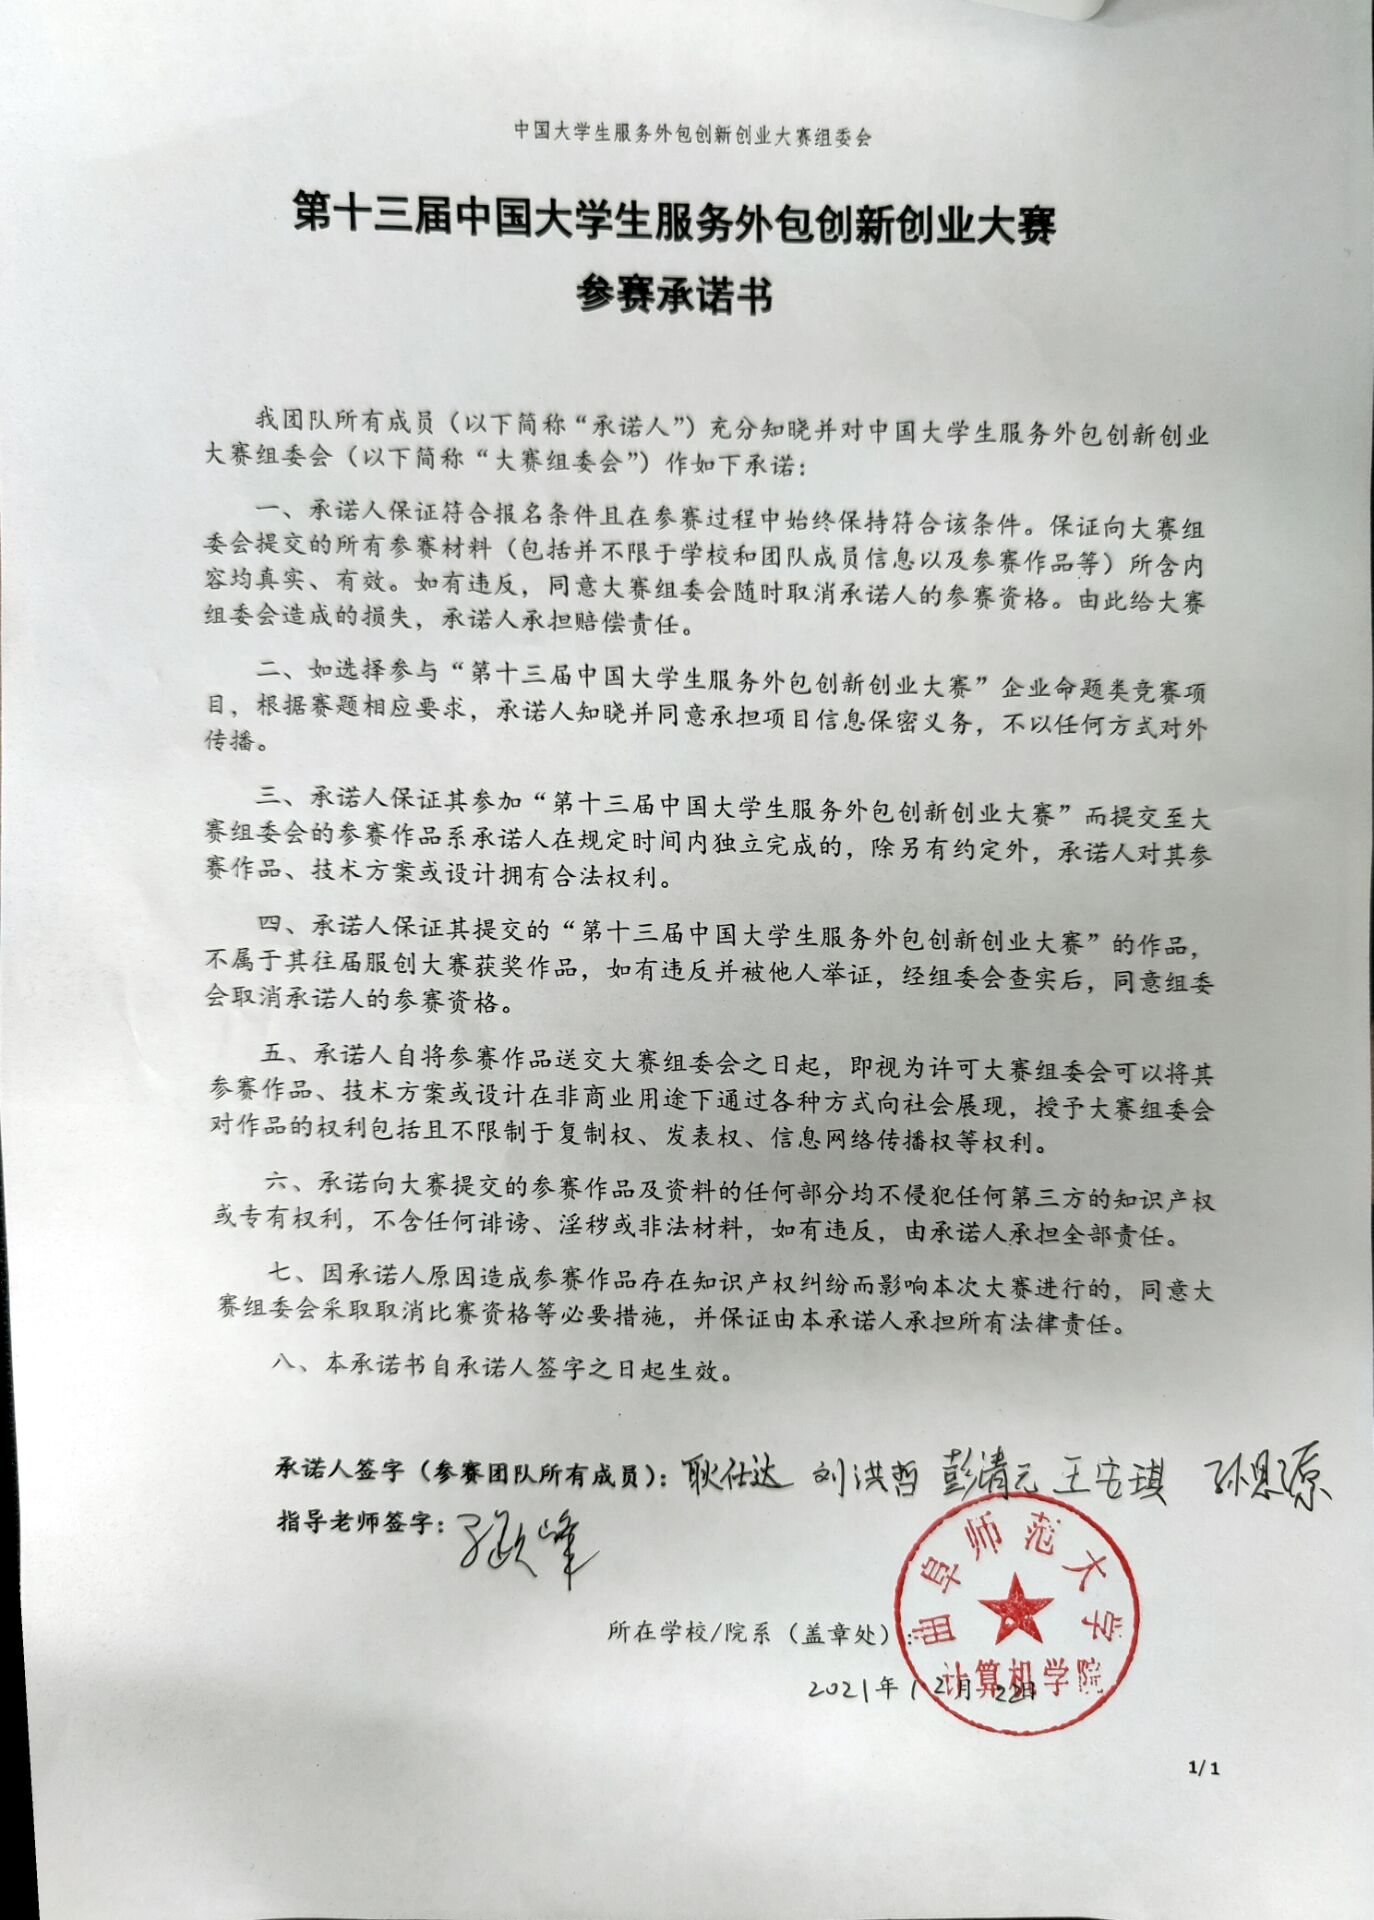 中国大学生服务外包创新创业大赛组委会
第十三届中国大学生服务外包创新创业大赛
参赛承诺书
我团队所有成员（以下简称“承诺人”）充分知晓并对中国大学生服务外包创新创业
大赛组委会（以下简称“大赛组委会”）作如下承诺：
一、承诺人保证符合报名条件且在参赛过程中始终保持符合该条件。保证向大赛组
委会提交的所有参赛材料（包括并不限于学校和团队成员信息以及参赛作品等）所含内
容均真实、有效。如有违反，同意大赛组委会随时取消承诺人的参赛资格。由此给大赛
组委会造成的损失，承诺人承担赔偿责任。
二、如选择参与“第十三届中国大学生服务外包创新创业大赛”企业命题类竞赛项
目，根据赛题相应要求，承诺人知晓并同意承担项目信息保密义务，不以任何方式对外
传播。
三、承诺人保证其参加“第十三届中国大学生服务外包创新创业大赛”而提交至大
赛组委会的参赛作品系承诺人在规定时间内独立完成的，除另有约定外，承诺人对其参
赛作品、技术方案或设计拥有合法权利。
四、承诺人保证其提交的“第十三届中国大学生服务外包创新创业大赛”的作品，
不属于其往届服创大赛获奖作品，如有违反并被他人举证，经组委会查实后，同意组委
会取消承诺人的参赛资格。
五、承诺人自将参赛作品送交大赛组委会之日起，即视为许可大赛组委会可以将其
参赛作品、技术方案或设计在非商业用途下通过各种方式向社会展现，授予大赛组委会
对作品的权利包括且不限制于复制权、发表权、信息网络传播权等权利。
六、承诺向大赛提交的参赛作品及资料的任何部分均不侵犯任何第三方的知识产权
或专有权利，不含任何诽谤、淫秽或非法材料，如有违反，由承诺人承担全部责任。
七、因承诺人原因造成参赛作品存在知识产权纠纷而影响本次大赛进行的，同意大
赛组委会采取取消比赛资格等必要措施，并保证由本承诺人承担所有法律责任。
八、本承诺书自承诺人签字之日起生效。
承诺人签字（参赛团队所有成员）：耿仕达 刘洪哲 彭清元 王安琪 孙思源
指导老师签字：
曲阜师范大学
所在学校/院系（盖章处）：
计算机学院
2021年12月22日
1/1